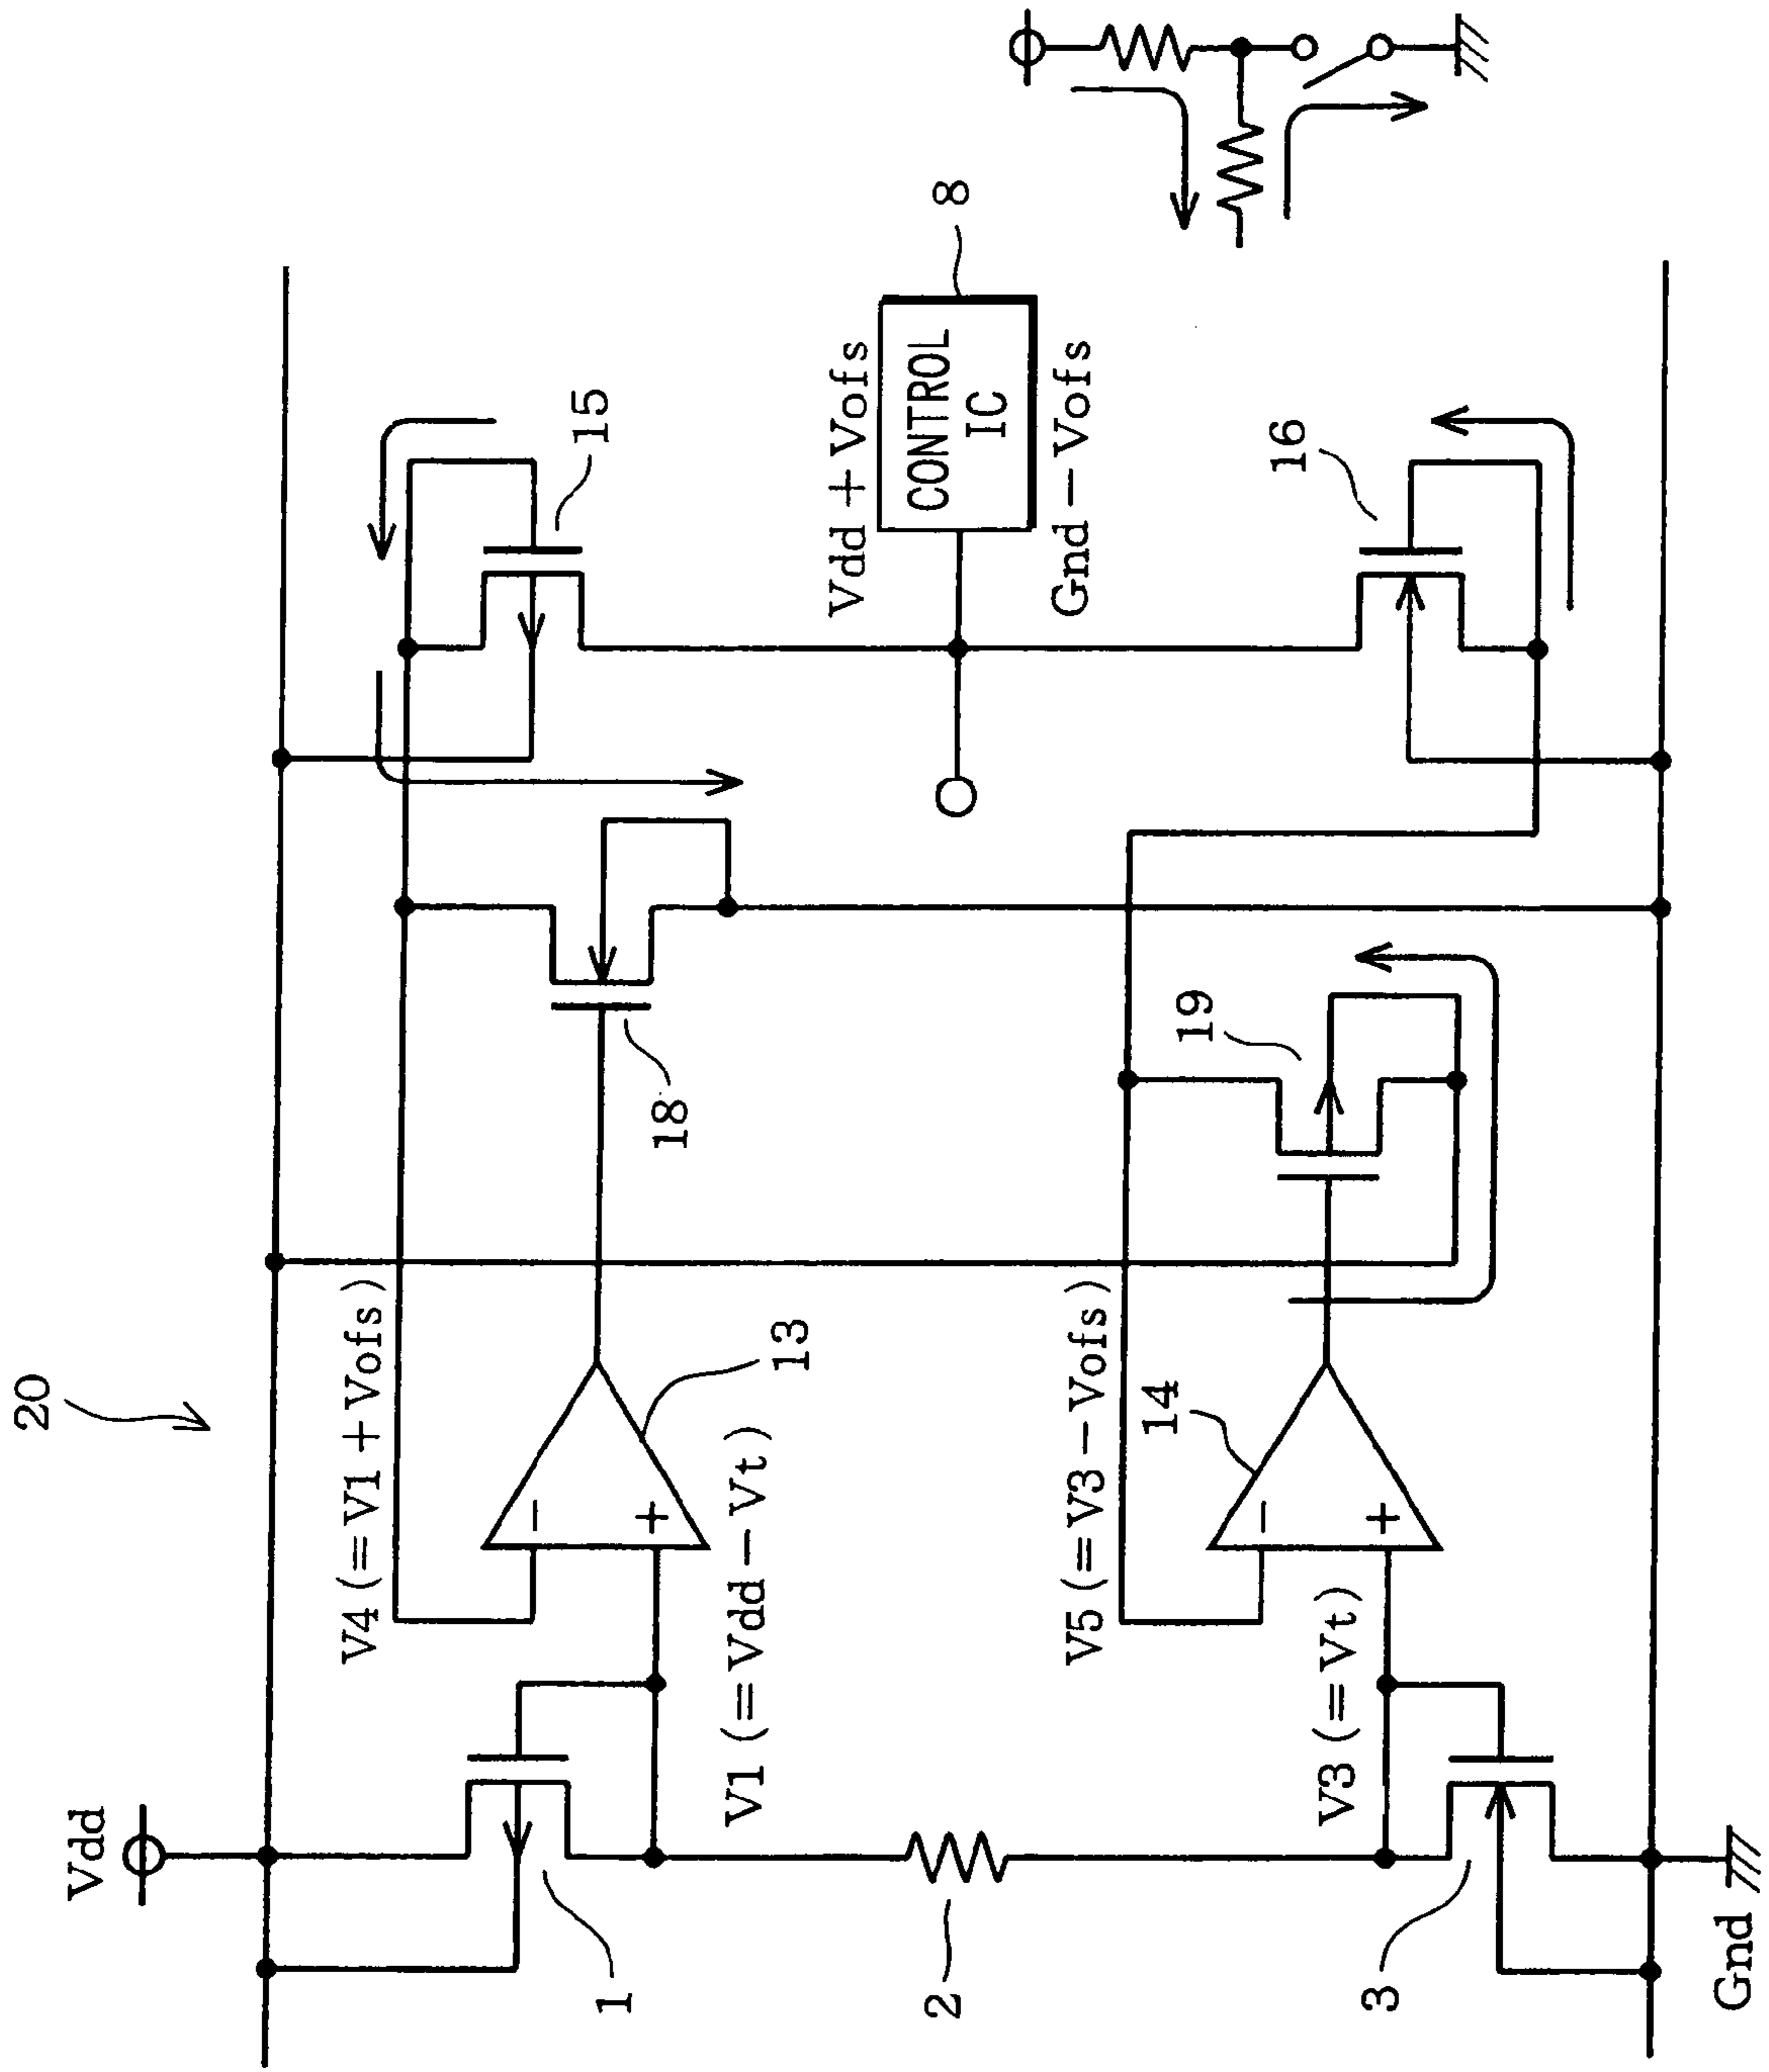 20
Vdd
V4 (=V1+Vofs)
15
18
13
V1 (=Vdd-Vt)
1
Vdd+Vofs
CONTROL
IC
8
Gnd-Vofs
2
V5 (=V3-Vofs)
14
19
16
V3 (=Vt)
3
Gnd
-
+
-
+